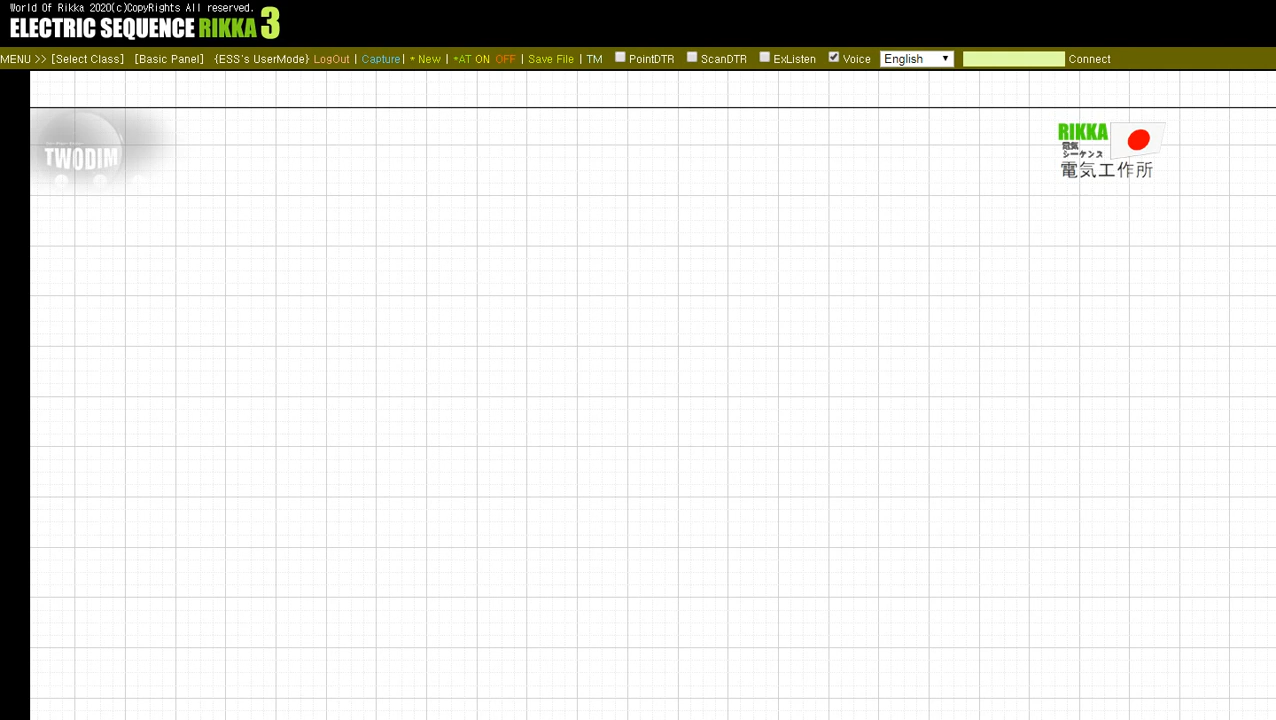 World Of Rikka 2020(c)CopyRights All reserved.
ELECTRIC SEQUENCE RIKKA 3
MENU >> [Select Class] [Basic Panel] {ESS's UserMode} LogOut | Capture| * New | *AT ON OFF | Save File | TM PointDTR ScanDTR ExListen Voice English Connect
TWODIM
RIKKA
電気
シーケンス
電気工作所